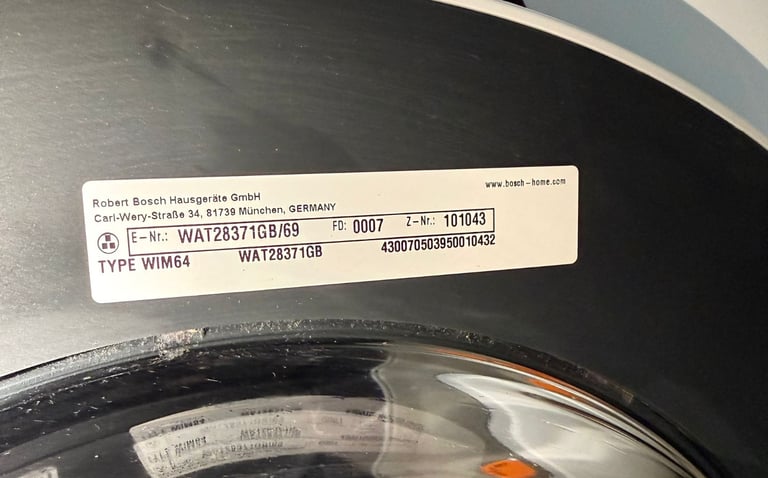 www.bosch-home.com
Robert Bosch Hausgeräte GmbH
Carl-Wery-Straße 34, 81739 München, GERMANY
E-Nr.: WAT28371GB/69 FD: 0007 Z-Nr.: 101043
TYPE WIM64 WAT28371GB 430070503950010432